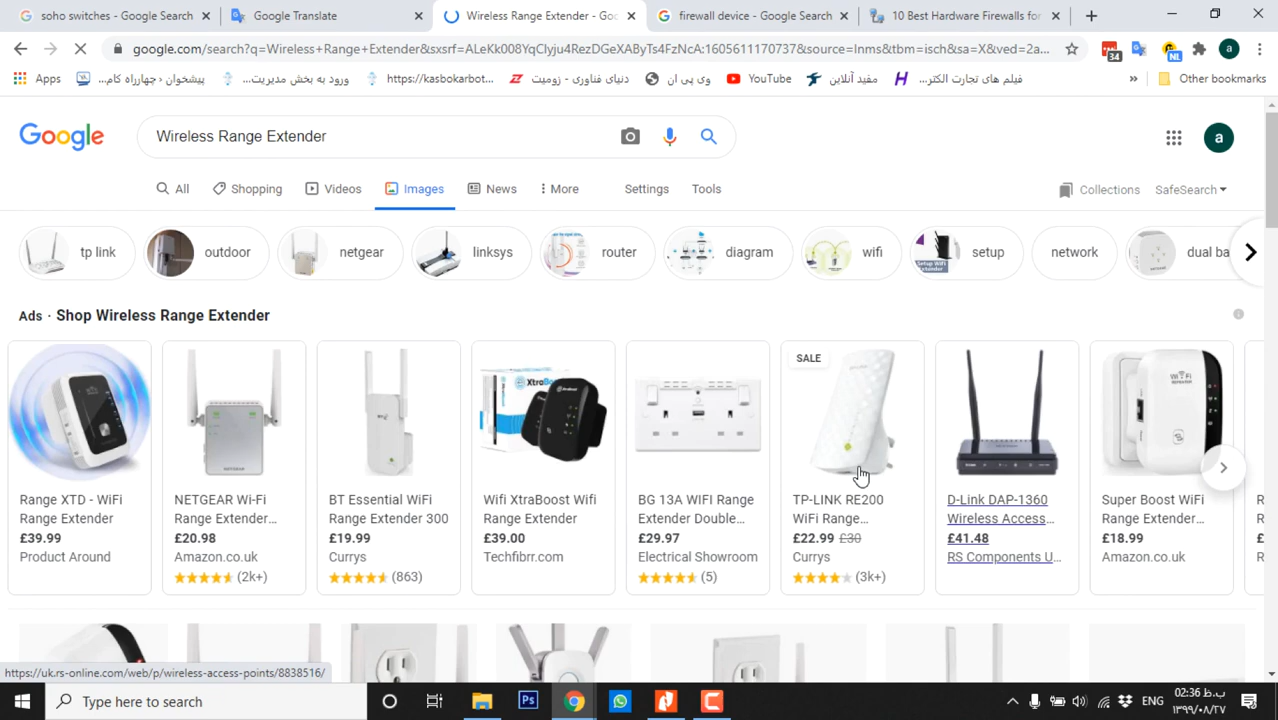 soho switches - Google Search
Google Translate
Wireless Range Extender - Goo
firewall device - Google Search
10 Best Hardware Firewalls for
google.com/search?q=Wireless+Range+Extender&sxsrf=ALeKk008YqCIyju4RezDGeXAByTs4FzNcA:1605611170737&source=lnms&tbm=isch&sa=X&ved=2a...
34
NL
a
Apps
پیشخوان ‹ چهارراه کام...
ورود به بخش مدیریت...
https://kasbokarbot...
دنیای فناوری - زومیت
وی پی ان
YouTube
مفید آنلاین
فیلم های تجارت الکتر...
Other bookmarks
Google
Wireless Range Extender
a
All
Shopping
Videos
Images
News
More
Settings
Tools
Collections
SafeSearch
tp link
outdoor
netgear
linksys
router
diagram
wifi
setup
network
dual ba
Ads · Shop Wireless Range Extender
SALE
Range XTD - WiFi
Range Extender
£39.99
Product Around
NETGEAR Wi-Fi
Range Extender...
£20.98
Amazon.co.uk
(2k+)
BT Essential WiFi
Range Extender 300
£19.99
Currys
(863)
Wifi XtraBoost Wifi
Range Extender
£39.00
Techfibrr.com
BG 13A WIFI Range
Extender Double...
£29.97
Electrical Showroom
(5)
TP-LINK RE200
WiFi Range...
£22.99 £30
Currys
(3k+)
D-Link DAP-1360
Wireless Access...
£41.48
RS Components U...
Super Boost WiFi
Range Extender...
£18.99
Amazon.co.uk
https://uk.rs-online.com/web/p/wireless-access-points/8838516/
Type here to search
Ps
ENG
02:36 ب.ظ
۱۳۹۹/۰۸/۲۷